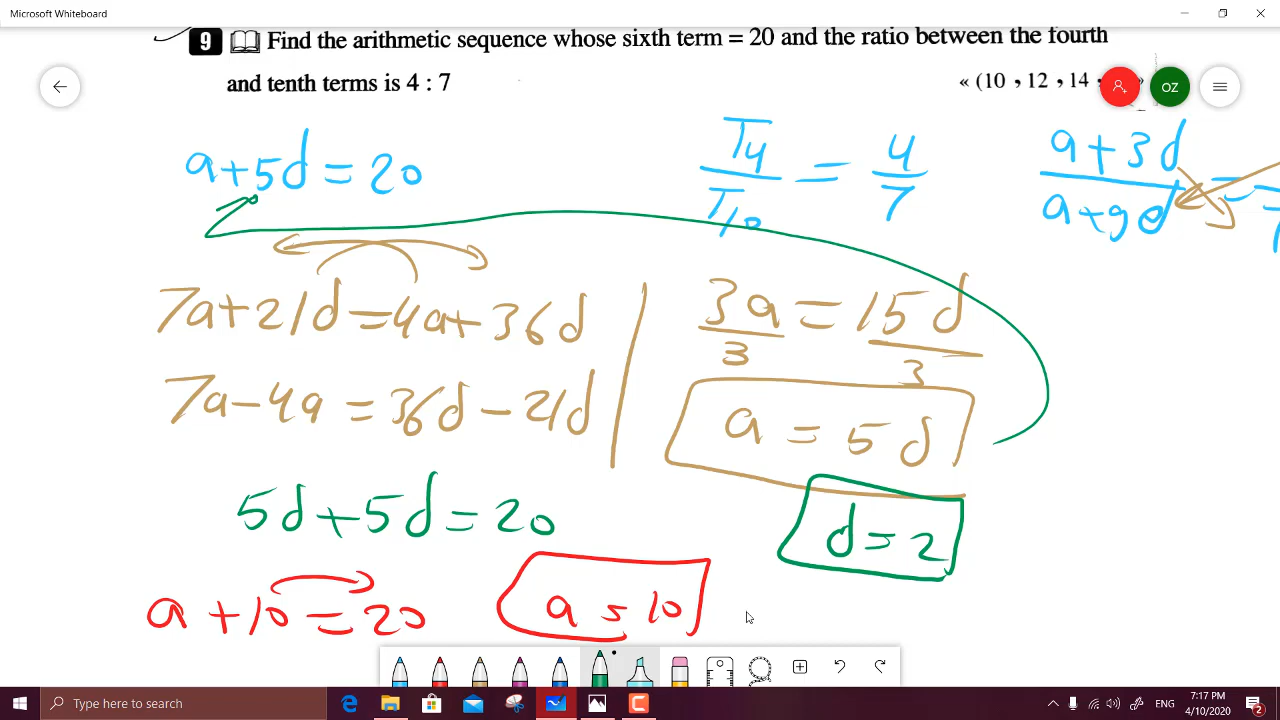 Microsoft Whiteboard
9 Find the arithmetic sequence whose sixth term = 20 and the ratio between the fourth
and tenth terms is 4 : 7
« (10 , 12 , 14 ,
OZ
a+5d=20
T4/T10 = 4/7
a+3d/a+9d =
7a+21d=4a+36d
7a-4a=36d-21d
3a/3=15d/3
a=5d
5d+5d=20
d=2
a+10=20
a=10
Type here to search
ENG
7:17 PM
4/10/2020
2